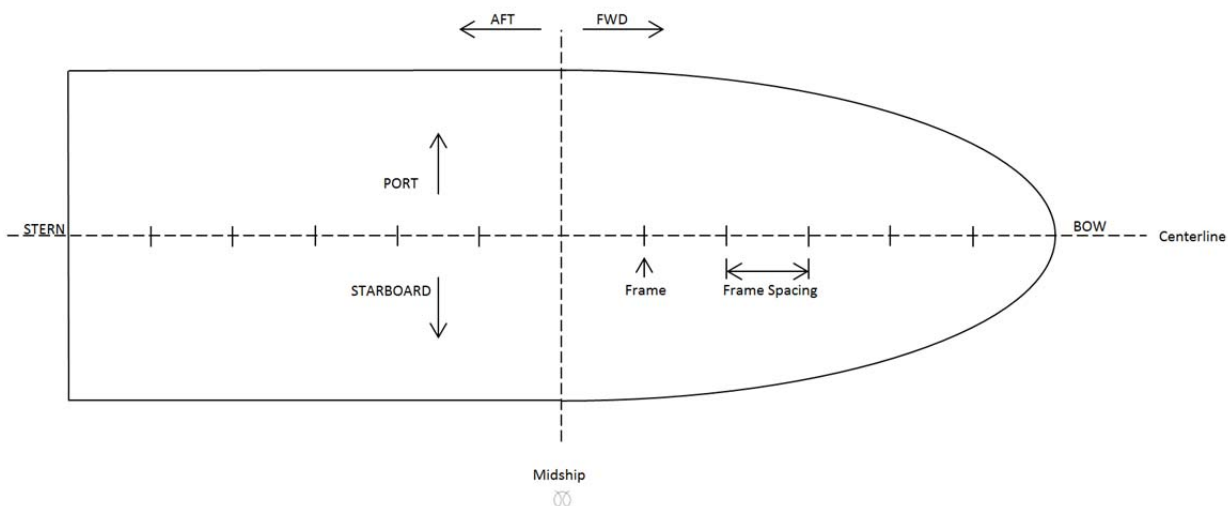 AFT
FWD
PORT
STERN
BOW
Centerline
STARBOARD
Frame
Frame Spacing
Midship